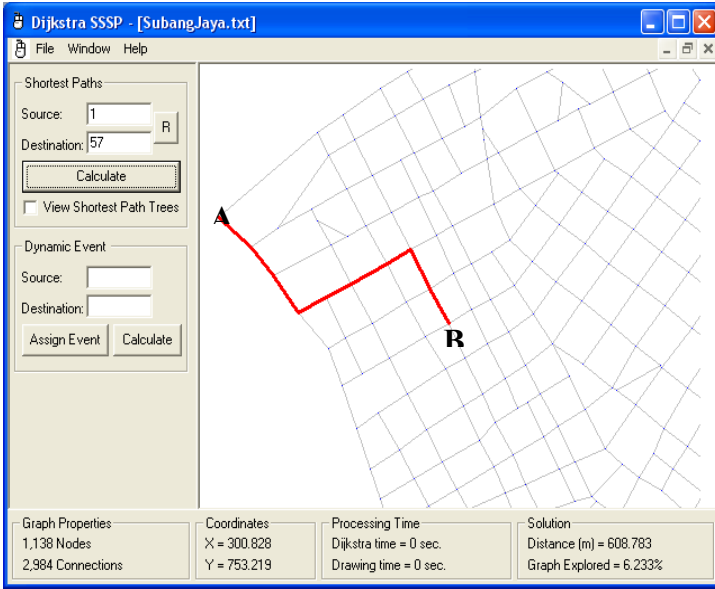 Dijkstra SSSP - [SubangJaya.txt]
File Window Help
Shortest Paths
Source: 1
R
Destination: 57
Calculate
View Shortest Path Trees
Dynamic Event
Source:
Destination:
Assign Event Calculate
A
B
Graph Properties
1,138 Nodes
2,984 Connections
Coordinates
X = 300.828
Y = 753.219
Processing Time
Dijkstra time = 0 sec.
Drawing time = 0 sec.
Solution
Distance (m) = 608.783
Graph Explored = 6.233%